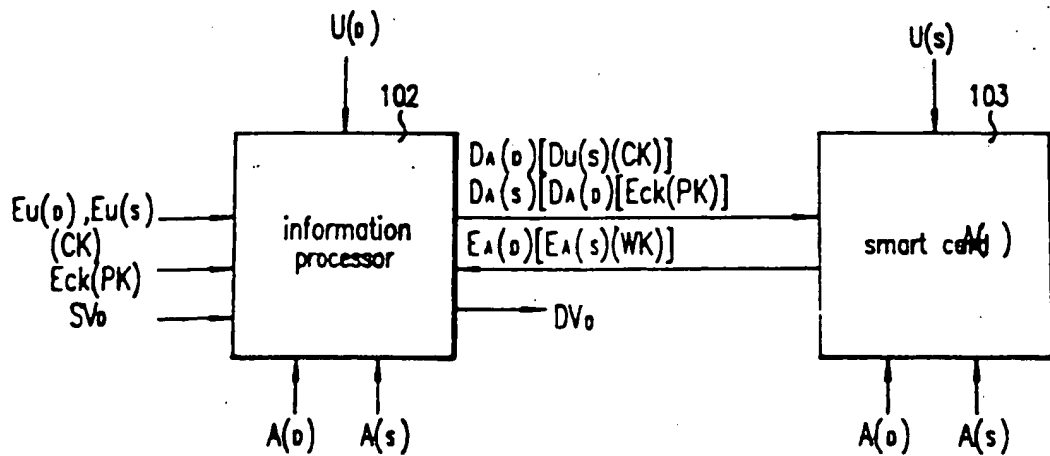 U(D)
U(s)
102
103
DA(D)[Du(s)(CK)]
DA(s)[DA(D)[Eck(PK)]
EA(D)[EA(s)(WK)]
Eu(D),Eu(s)
(CK)
Eck(PK)
SVD
information
processor
smart
A( )
DVD
A(D)
A(s)
A(D)
A(s)